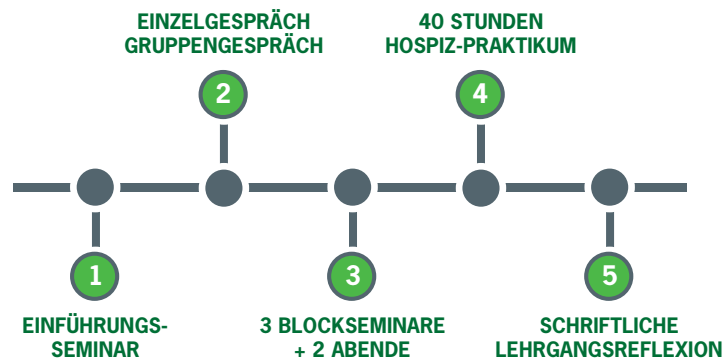 EINZELGESPRÄCH
GRUPPENGESPRÄCH
40 STUNDEN
HOSPIZ-PRAKTIKUM
2
4
1
3
5
EINFÜHRUNGS-
SEMINAR
3 BLOCKSEMINARE
+ 2 ABENDE
SCHRIFTLICHE
LEHRGANGSREFLEXION